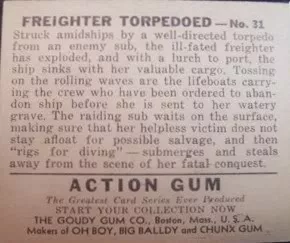 FREIGHTER TORPEDOED — No. 31
Struck amidships by a well-directed torpedo
from an enemy sub, the ill-fated freighter
has exploded, and with a lurch to port, the
ship sinks with her valuable cargo. Tossing
on the rolling waves are the lifeboats carry-
ing the crew who have been ordered to aban-
don ship before she is sent to her watery
grave. The raiding sub waits on the surface,
making sure that her helpless victim does not
stay afloat for possible salvage, and then
"rigs for diving" — submerges and steals
away from the scene of her fatal conquest.
ACTION GUM
The Greatest Card Series Ever Produced
START YOUR COLLECTION NOW
THE GOUDY GUM CO., Boston, Mass., U. S. A.
Makers of OH BOY, BIG BALLDY and CHUNX GUM